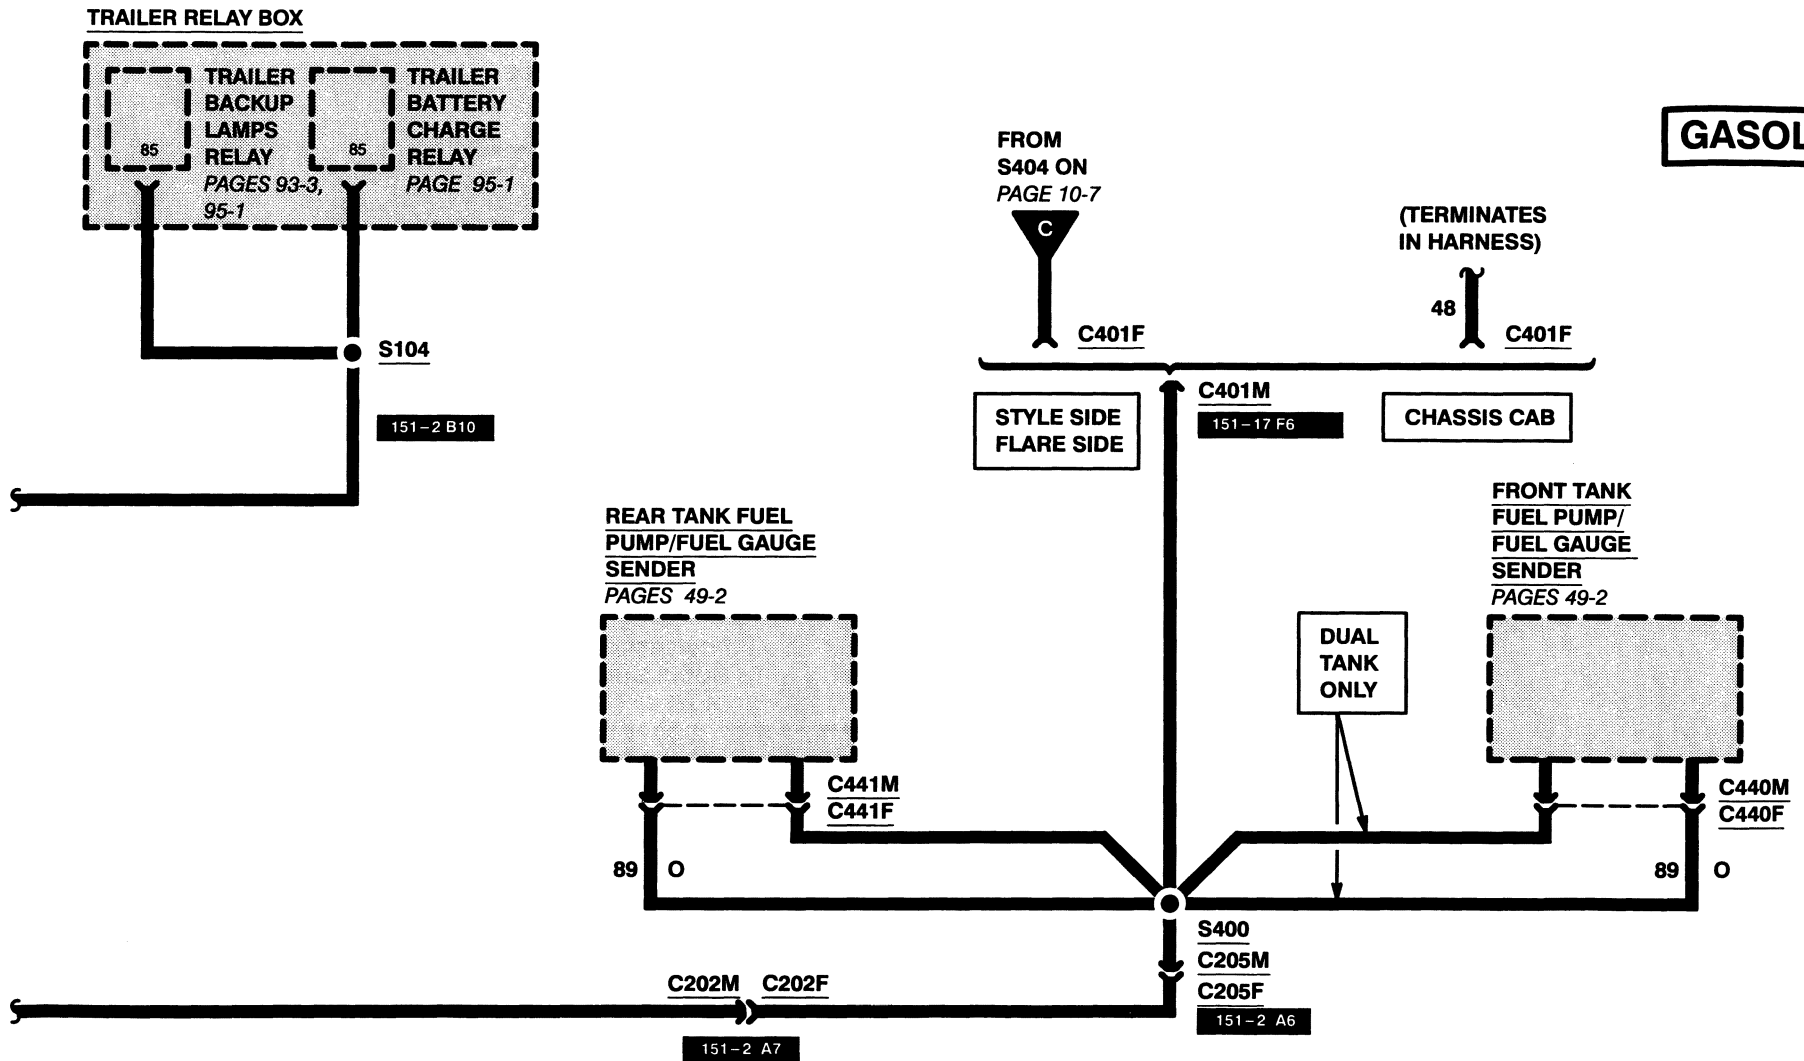 TRAILER RELAY BOX
TRAILER
BACKUP
LAMPS
RELAY
PAGES 93-3,
95-1
85
TRAILER
BATTERY
CHARGE
RELAY
PAGE 95-1
85
S104
151-2 B10
FROM
S404 ON
PAGE 10-7
C
C401F
(TERMINATES
IN HARNESS)
48
C401F
GASOL
STYLE SIDE
FLARE SIDE
C401M
151-17 F6
CHASSIS CAB
REAR TANK FUEL
PUMP/FUEL GAUGE
SENDER
PAGES 49-2
FRONT TANK
FUEL PUMP/
FUEL GAUGE
SENDER
PAGES 49-2
DUAL
TANK
ONLY
C441M
C441F
C440M
C440F
89 O
89 O
S400
C205M
C205F
151-2 A6
C202M C202F
151-2 A7